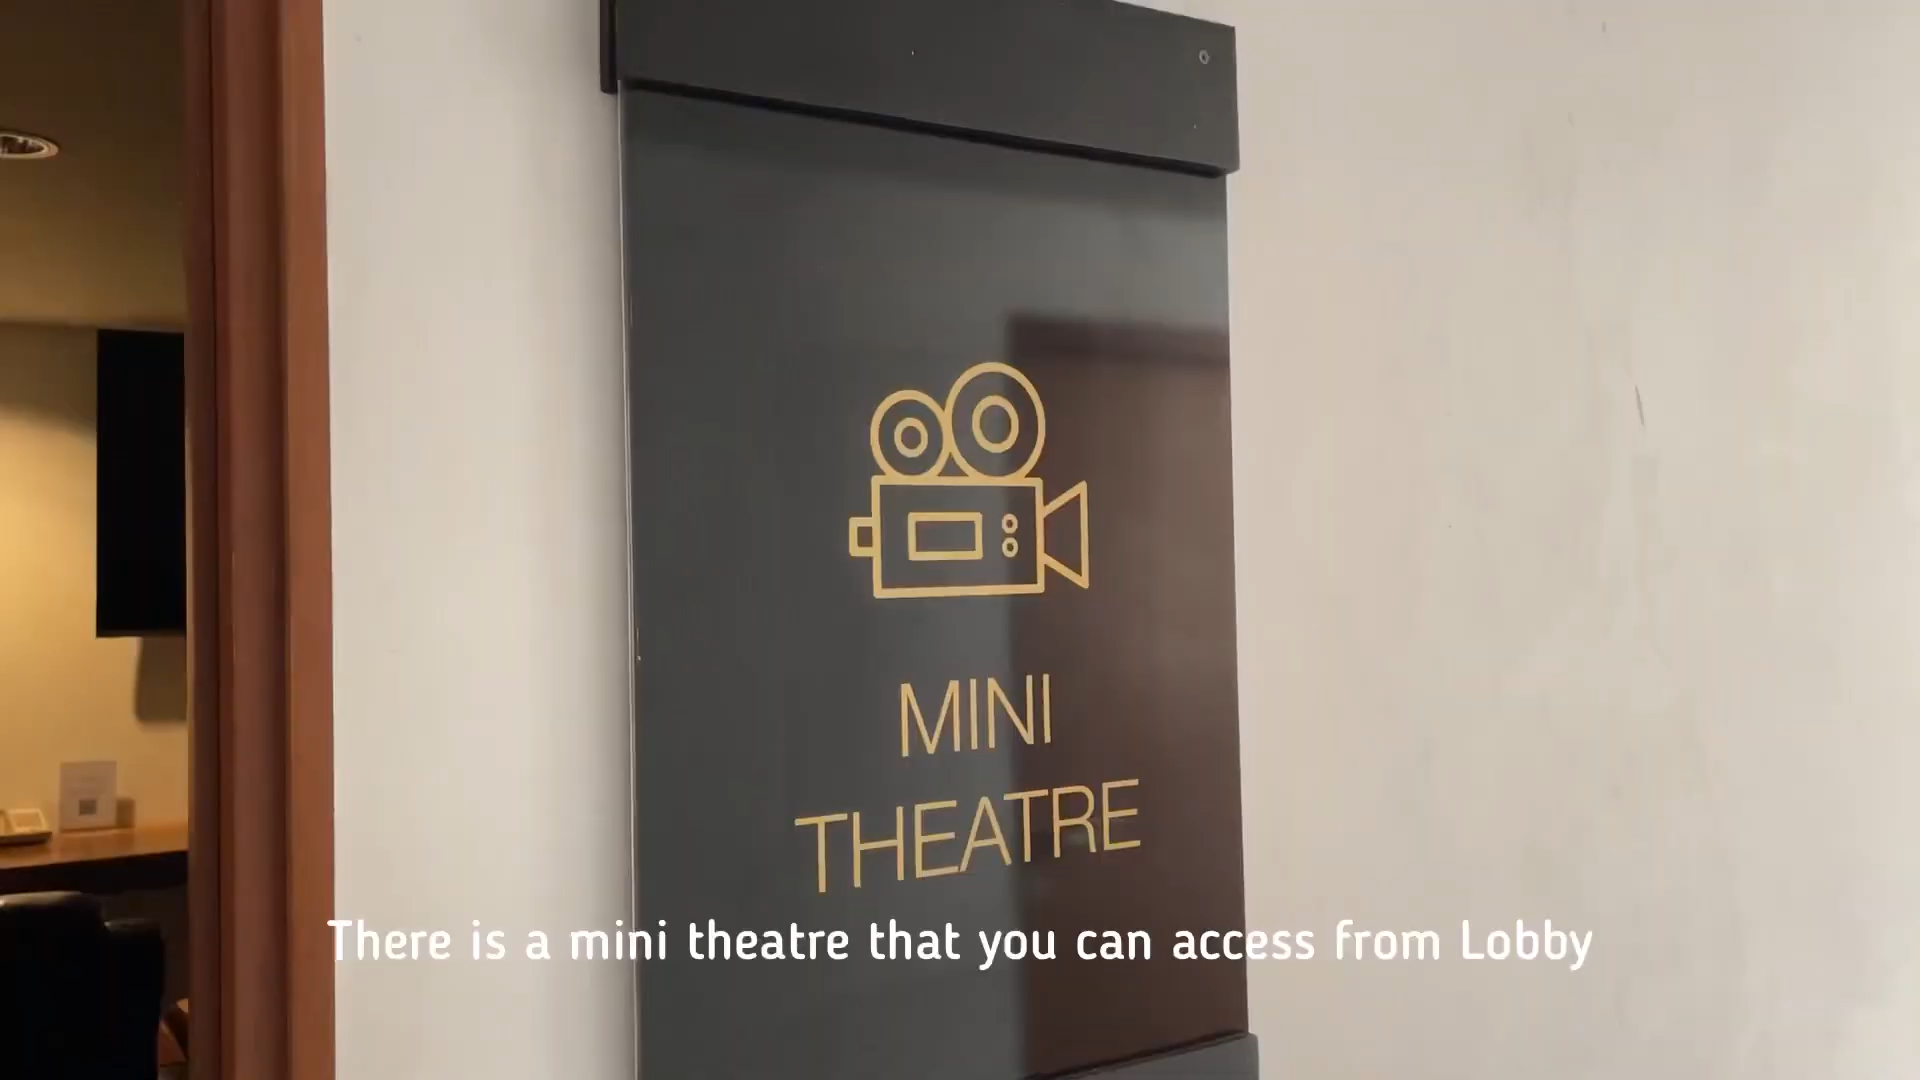 MINI
THEATRE
There is a mini theatre that you can access from Lobby